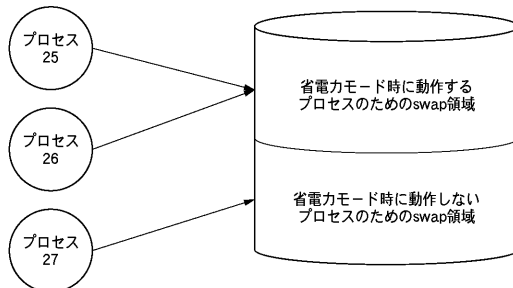 プロセス
25
省電力モード時に動作する
プロセスのためのswap領域
プロセス
26
省電力モード時に動作しない
プロセスのためのswap領域
プロセス
27